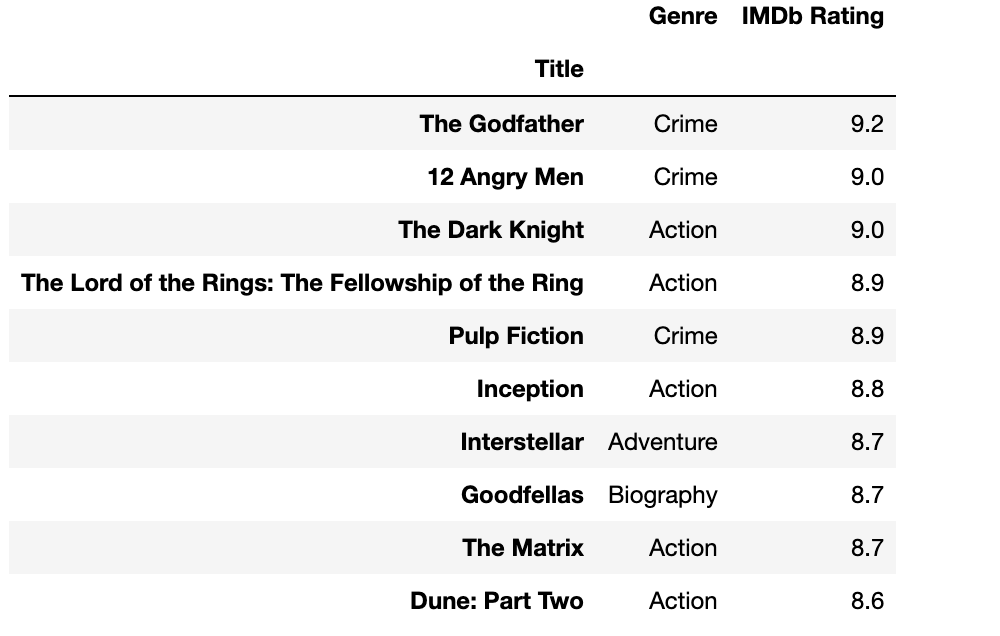 Genre IMDb Rating
Title
The Godfather Crime 9.2
12 Angry Men Crime 9.0
The Dark Knight Action 9.0
The Lord of the Rings: The Fellowship of the Ring Action 8.9
Pulp Fiction Crime 8.9
Inception Action 8.8
Interstellar Adventure 8.7
Goodfellas Biography 8.7
The Matrix Action 8.7
Dune: Part Two Action 8.6